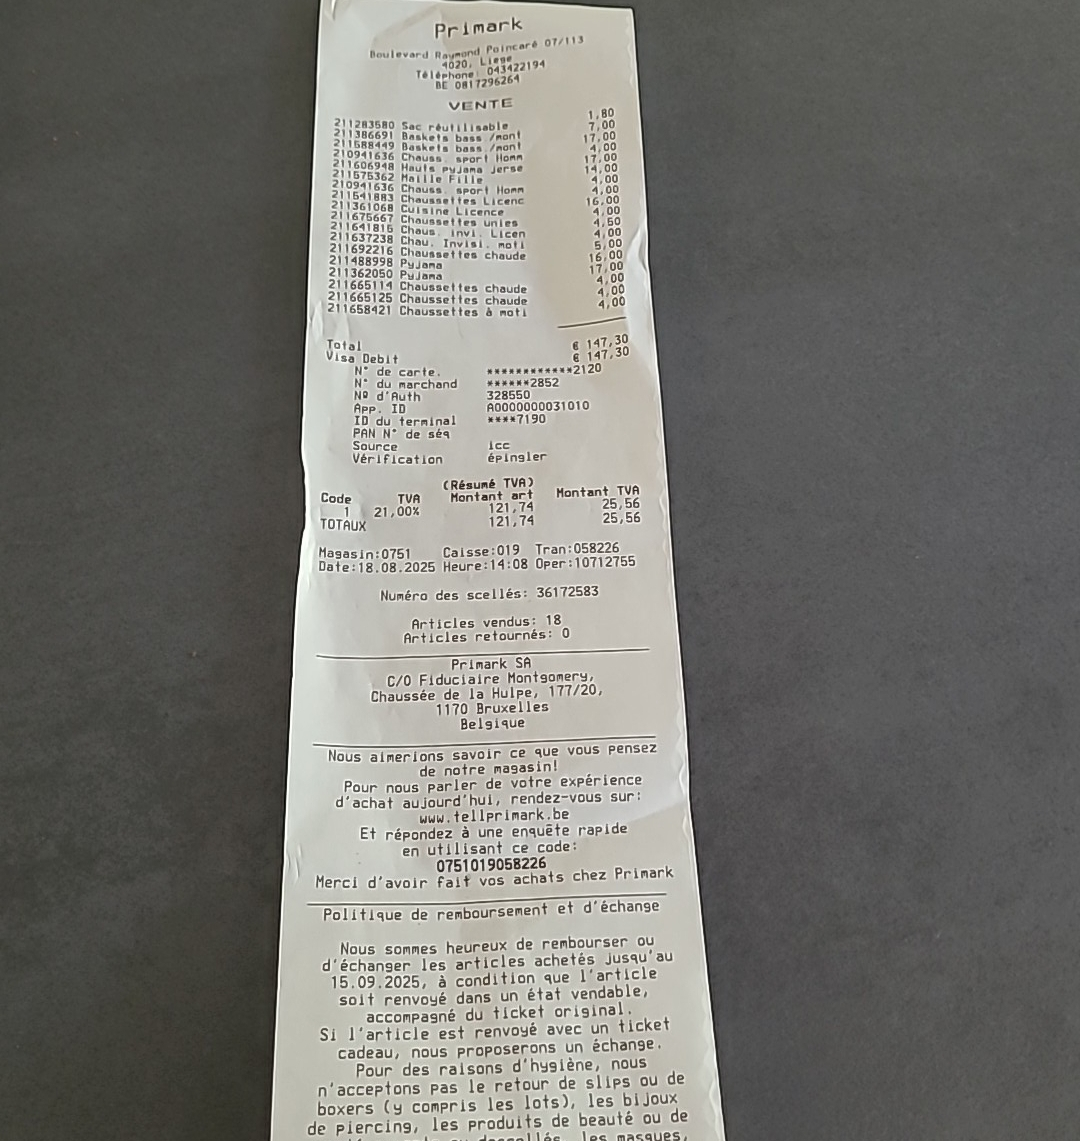 Primark
Boulevard Raymond Poincaré 07/113
4020, Liege
Téléphone: 043422194
BE 0817296264
VENTE
211283580 Sac réutilisable 1,80
211386691 Baskets bass /mont 7,00
211588449 Baskets bass /mont 17,00
210941636 Chauss. sport Homm 4,00
211606948 Hauts pyjama Jerse 17,00
211575362 Maille Fille 14,00
210941636 Chauss. sport Homm 4,00
211541883 Chaussettes Licenc 4,00
211361068 Cuisine Licence 16,00
211675667 Chaussettes unies 4,00
211641816 Chaus. invi. Licen 4,50
211637238 Chau. Invisi. moti 4,00
211692216 Chaussettes chaude 5,00
211488998 Pyjama 16,00
211362050 Pyjama 17,00
211665114 Chaussettes chaude 4,00
211665125 Chaussettes chaude 4,00
211658421 Chaussettes à moti 4,00
Total € 147,30
Visa Debit € 147,30
N° de carte. ************2120
N° du marchand ******2852
Nº d'Auth 328550
App. ID A0000000031010
ID du terminal ****7190
PAN N° de séq
Source icc
Vérification épingler
(Résumé TVA)
Code TVA Montant art Montant TVA
1 21,00% 121,74 25,56
TOTAUX 121,74 25,56
Magasin:0751 Caisse:019 Tran:058226
Date:18.08.2025 Heure:14:08 Oper:10712755
Numéro des scellés: 36172583
Articles vendus: 18
Articles retournés: 0
Primark SA
C/O Fiduciaire Montgomery,
Chaussée de la Hulpe, 177/20,
1170 Bruxelles
Belgique
Nous aimerions savoir ce que vous pensez
de notre magasin!
Pour nous parler de votre expérience
d'achat aujourd'hui, rendez-vous sur:
www.tellprimark.be
Et répondez à une enquête rapide
en utilisant ce code:
0751019058226
Merci d'avoir fait vos achats chez Primark
Politique de remboursement et d'échange
Nous sommes heureux de rembourser ou
d'échanger les articles achetés jusqu'au
15.09.2025, à condition que l'article
soit renvoyé dans un état vendable,
accompagné du ticket original.
Si l'article est renvoyé avec un ticket
cadeau, nous proposerons un échange.
Pour des raisons d'hygiène, nous
n'acceptons pas le retour de slips ou de
boxers (y compris les lots), les bijoux
de piercing, les produits de beauté ou de
les masques,